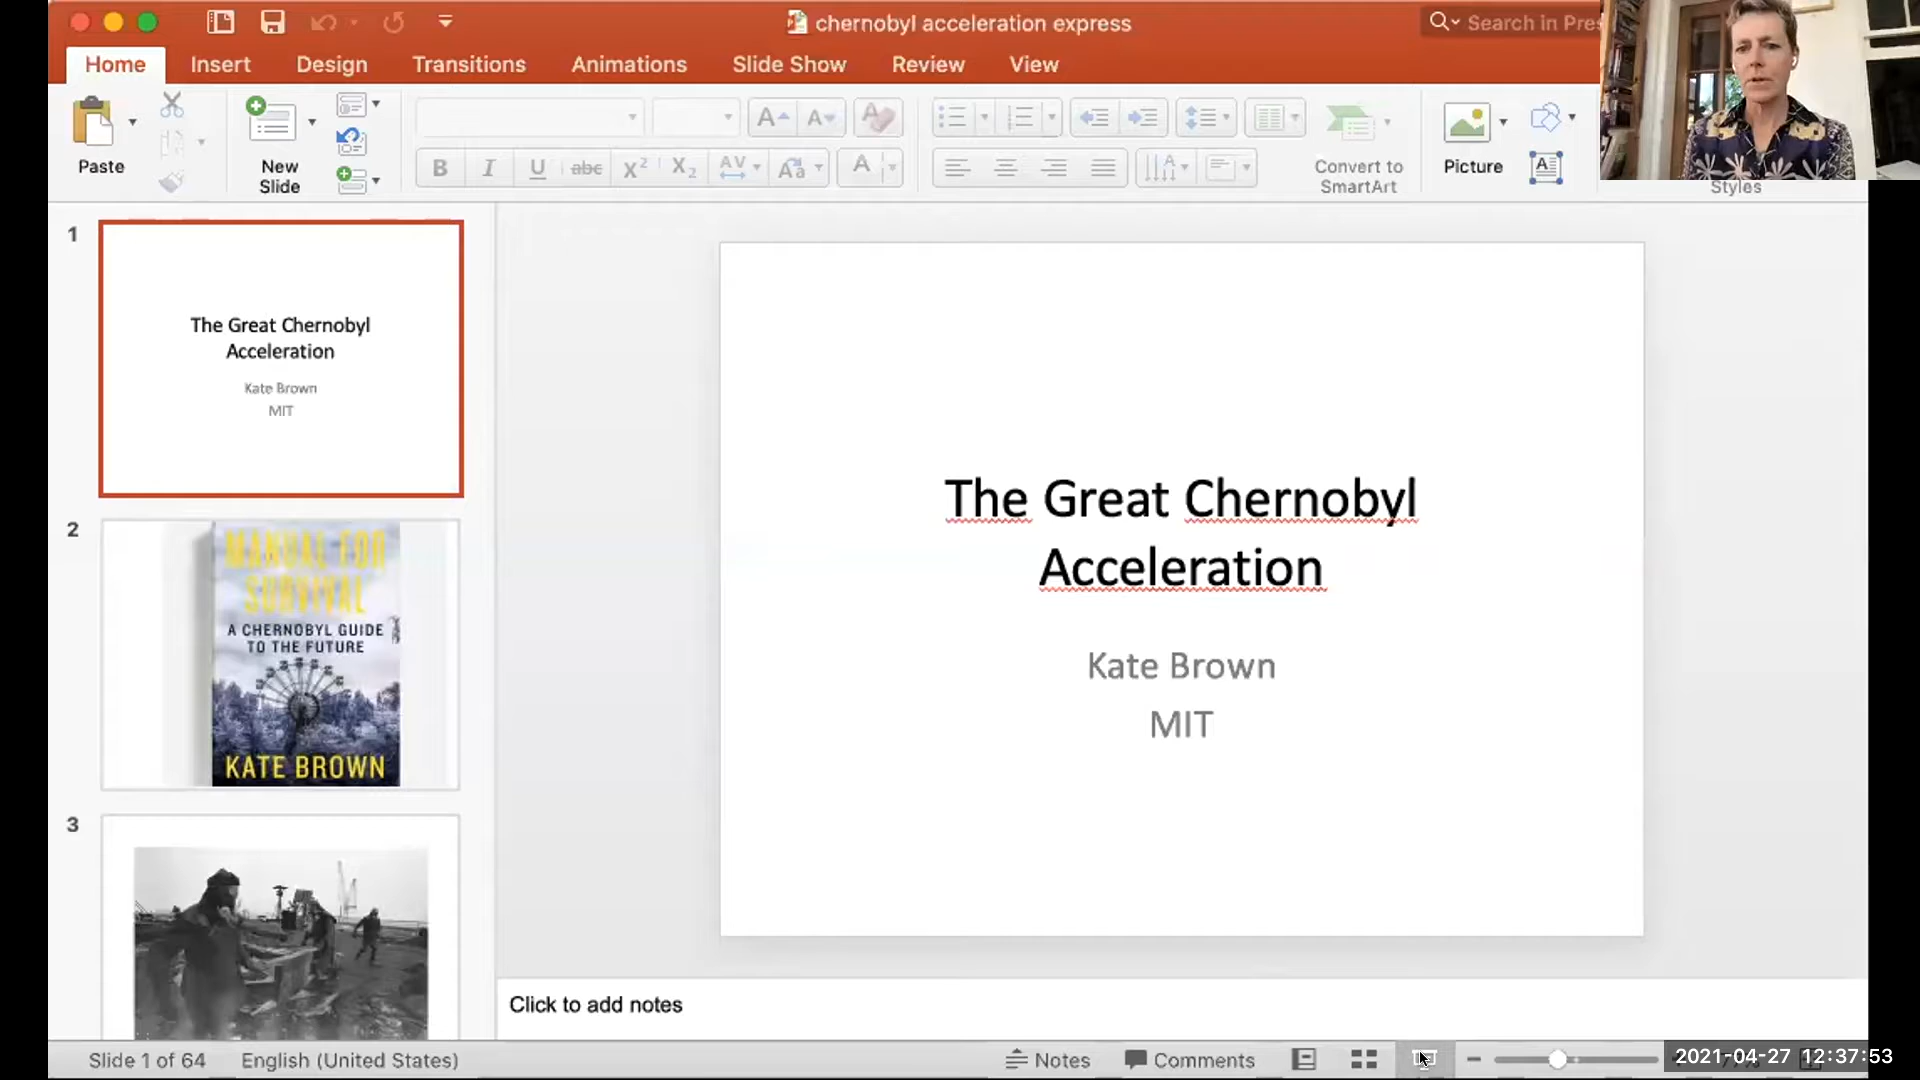 chernobyl acceleration express
Search in Pres
Home Insert Design Transitions Animations Slide Show Review View
Paste
New
Slide
Convert to
SmartArt
Picture
Styles
1
The Great Chernobyl
Acceleration
Kate Brown
MIT
2
MANUAL FOR
SURVIVAL
A CHERNOBYL GUIDE
TO THE FUTURE
KATE BROWN
3
The Great Chernobyl
Acceleration
Kate Brown
MIT
Click to add notes
Slide 1 of 64 English (United States) Notes Comments
2021-04-27 12:37:53